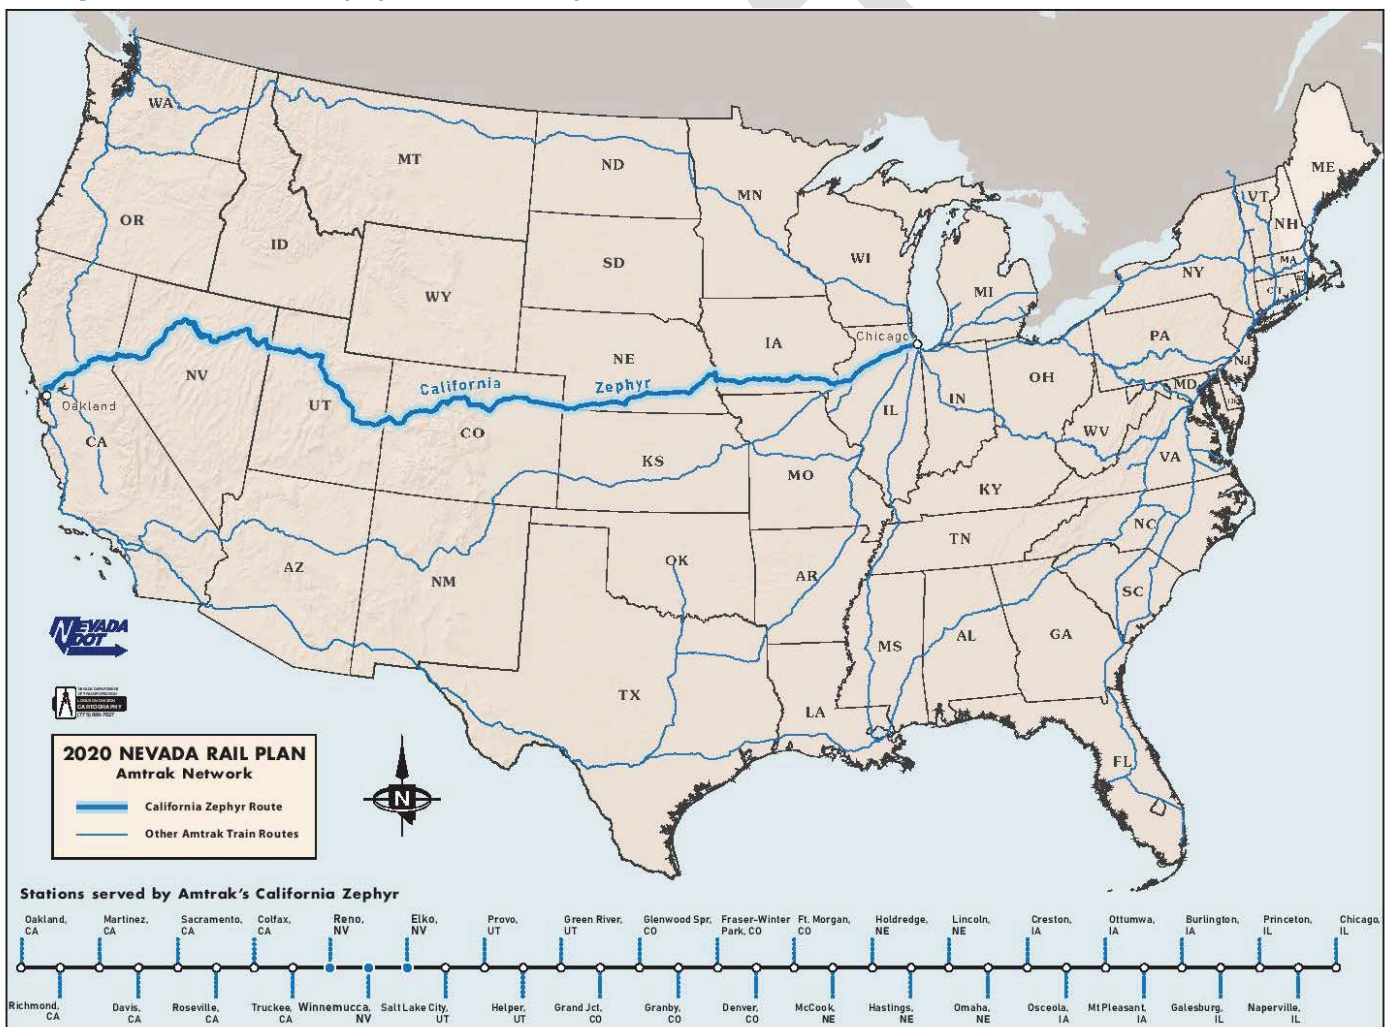 WA
MT
ND
MN
OR
ID
SD
WI
MI
ME
VT
NH
NY
MA
CT
WY
Chicago
IA
NE
PA
NJ
NV
California
Zephyr
OH
MD
Oakland
UT
CO
IL
IN
WV
CA
KS
MO
VA
KY
NC
TN
AZ
NM
OK
AR
SC
MS
AL
GA
TX
LA
FL
NEVADA
DOT
NEVADA DEPARTMENT
OF TRANSPORTATION
CARTOGRAPHY
N
2020 NEVADA RAIL PLAN
Amtrak Network
California Zephyr Route
Other Amtrak Train Routes
Stations served by Amtrak's California Zephyr
Oakland, CA
Martinez, CA
Sacramento, CA
Colfax, CA
Reno, NV
Elko, NV
Provo, UT
Green River, UT
Glenwood Spr, CO
Fraser-Winter Park, CO
Ft. Morgan, CO
Holdredge, NE
Lincoln, NE
Creston, IA
Ottumwa, IA
Burlington, IA
Princeton, IL
Chicago, IL
Richmond, CA
Davis, CA
Roseville, CA
Truckee, CA
Winnemucca, NV
Salt Lake City, UT
Helper, UT
Grand Jct, CO
Granby, CO
Denver, CO
McCook, NE
Hastings, NE
Omaha, NE
Osceola, IA
Mt Pleasant, IA
Galesburg, IL
Naperville, IL